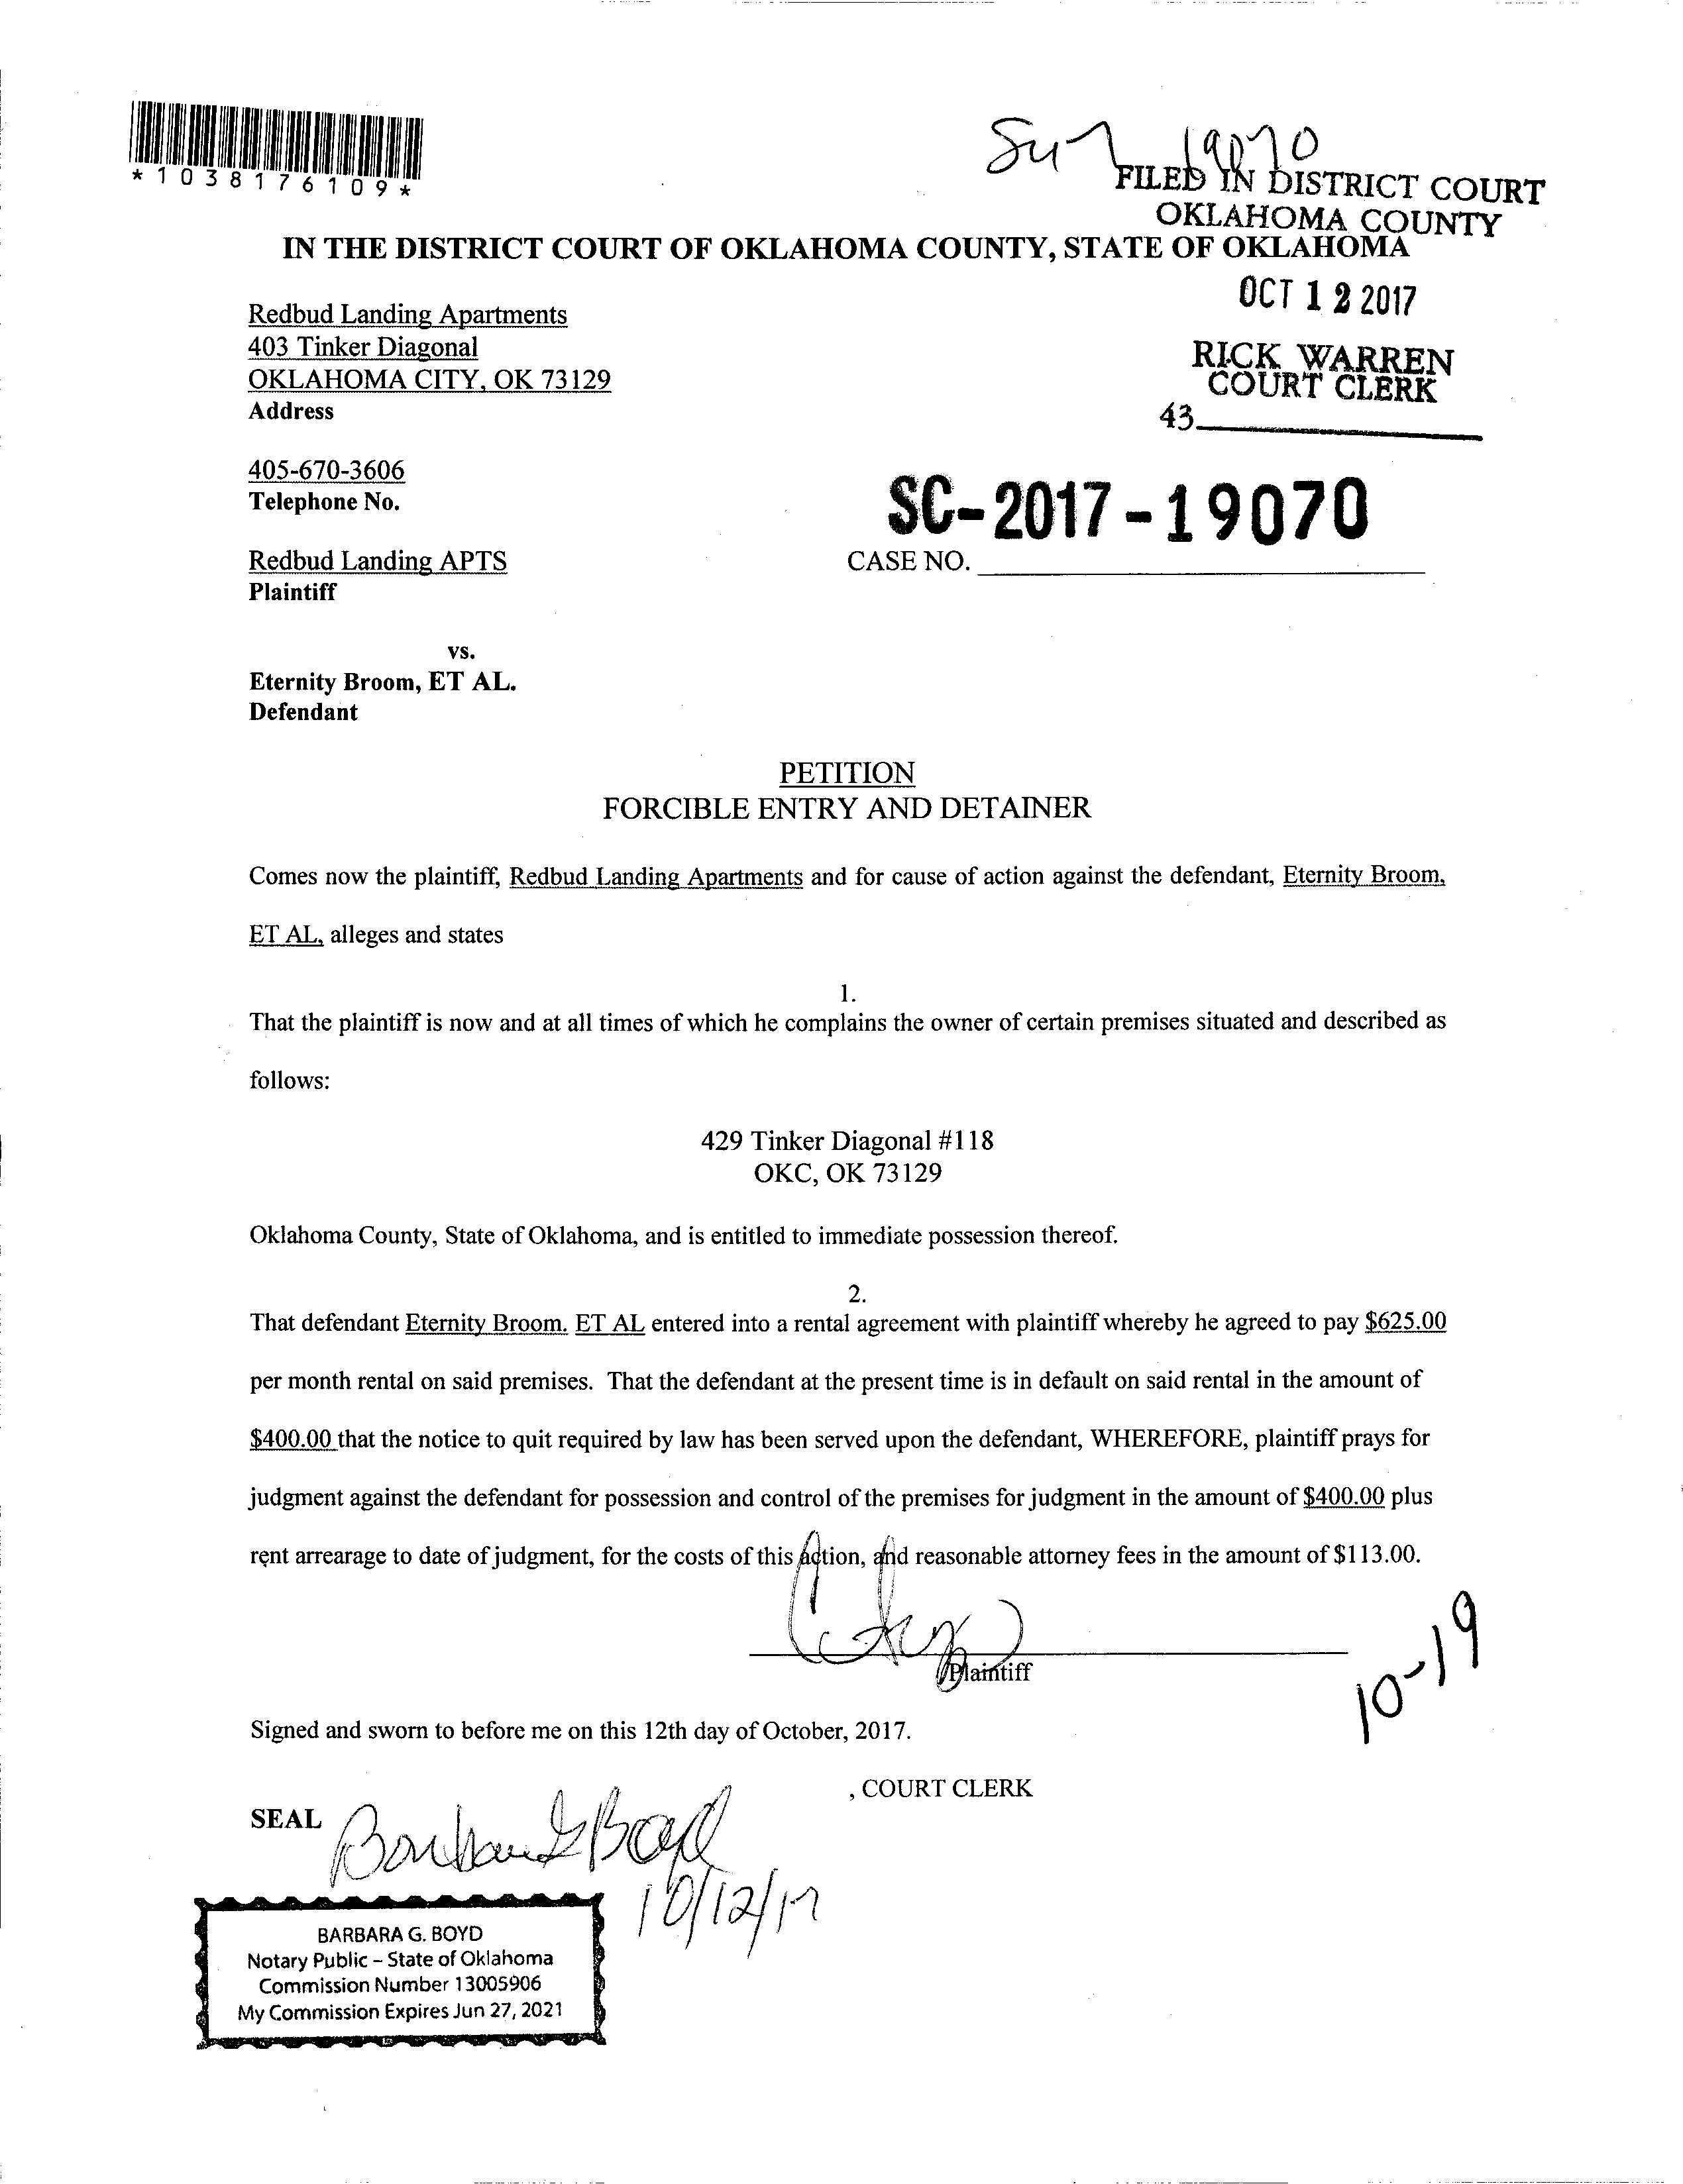 *1038176109*
19070
FILED IN DISTRICT COURT
OKLAHOMA COUNTY
IN THE DISTRICT COURT OF OKLAHOMA COUNTY, STATE OF OKLAHOMA
OCT 12 2017
Redbud Landing Apartments
403 Tinker Diagonal
OKLAHOMA CITY, OK 73129
Address
RICK WARREN
COURT CLERK
43
405-670-3606
Telephone No.
SC-2017-19070
Redbud Landing APTS
CASE NO.
Plaintiff
vs.
Eternity Broom, ET AL.
Defendant
PETITION
FORCIBLE ENTRY AND DETAINER
Comes now the plaintiff, Redbud Landing Apartments and for cause of action against the defendant, Eternity Broom,
ET AL, alleges and states
1.
That the plaintiff is now and at all times of which he complains the owner of certain premises situated and described as
follows:
429 Tinker Diagonal #118
OKC, OK 73129
Oklahoma County, State of Oklahoma, and is entitled to immediate possession thereof.
2.
That defendant Eternity Broom. ET AL entered into a rental agreement with plaintiff whereby he agreed to pay $625.00
per month rental on said premises. That the defendant at the present time is in default on said rental in the amount of
$400.00 that the notice to quit required by law has been served upon the defendant, WHEREFORE, plaintiff prays for
judgment against the defendant for possession and control of the premises for judgment in the amount of $400.00 plus
rent arrearage to date of judgment, for the costs of this action, and reasonable attorney fees in the amount of $113.00.
Plaintiff
10-19
Signed and sworn to before me on this 12th day of October, 2017.
, COURT CLERK
SEAL
Barbara G Boyd
10/12/17
BARBARA G. BOYD
Notary Public - State of Oklahoma
Commission Number 13005906
My Commission Expires Jun 27, 2021